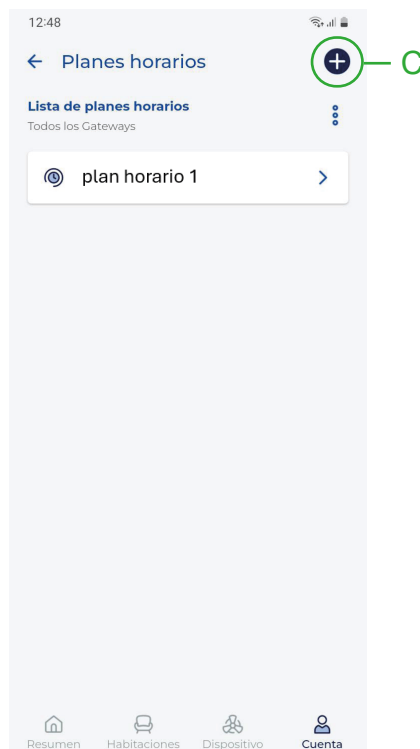 12:48
Planes horarios
C
Lista de planes horarios
Todos los Gateways
plan horario 1
Resumen Habitaciones Dispositivo Cuenta